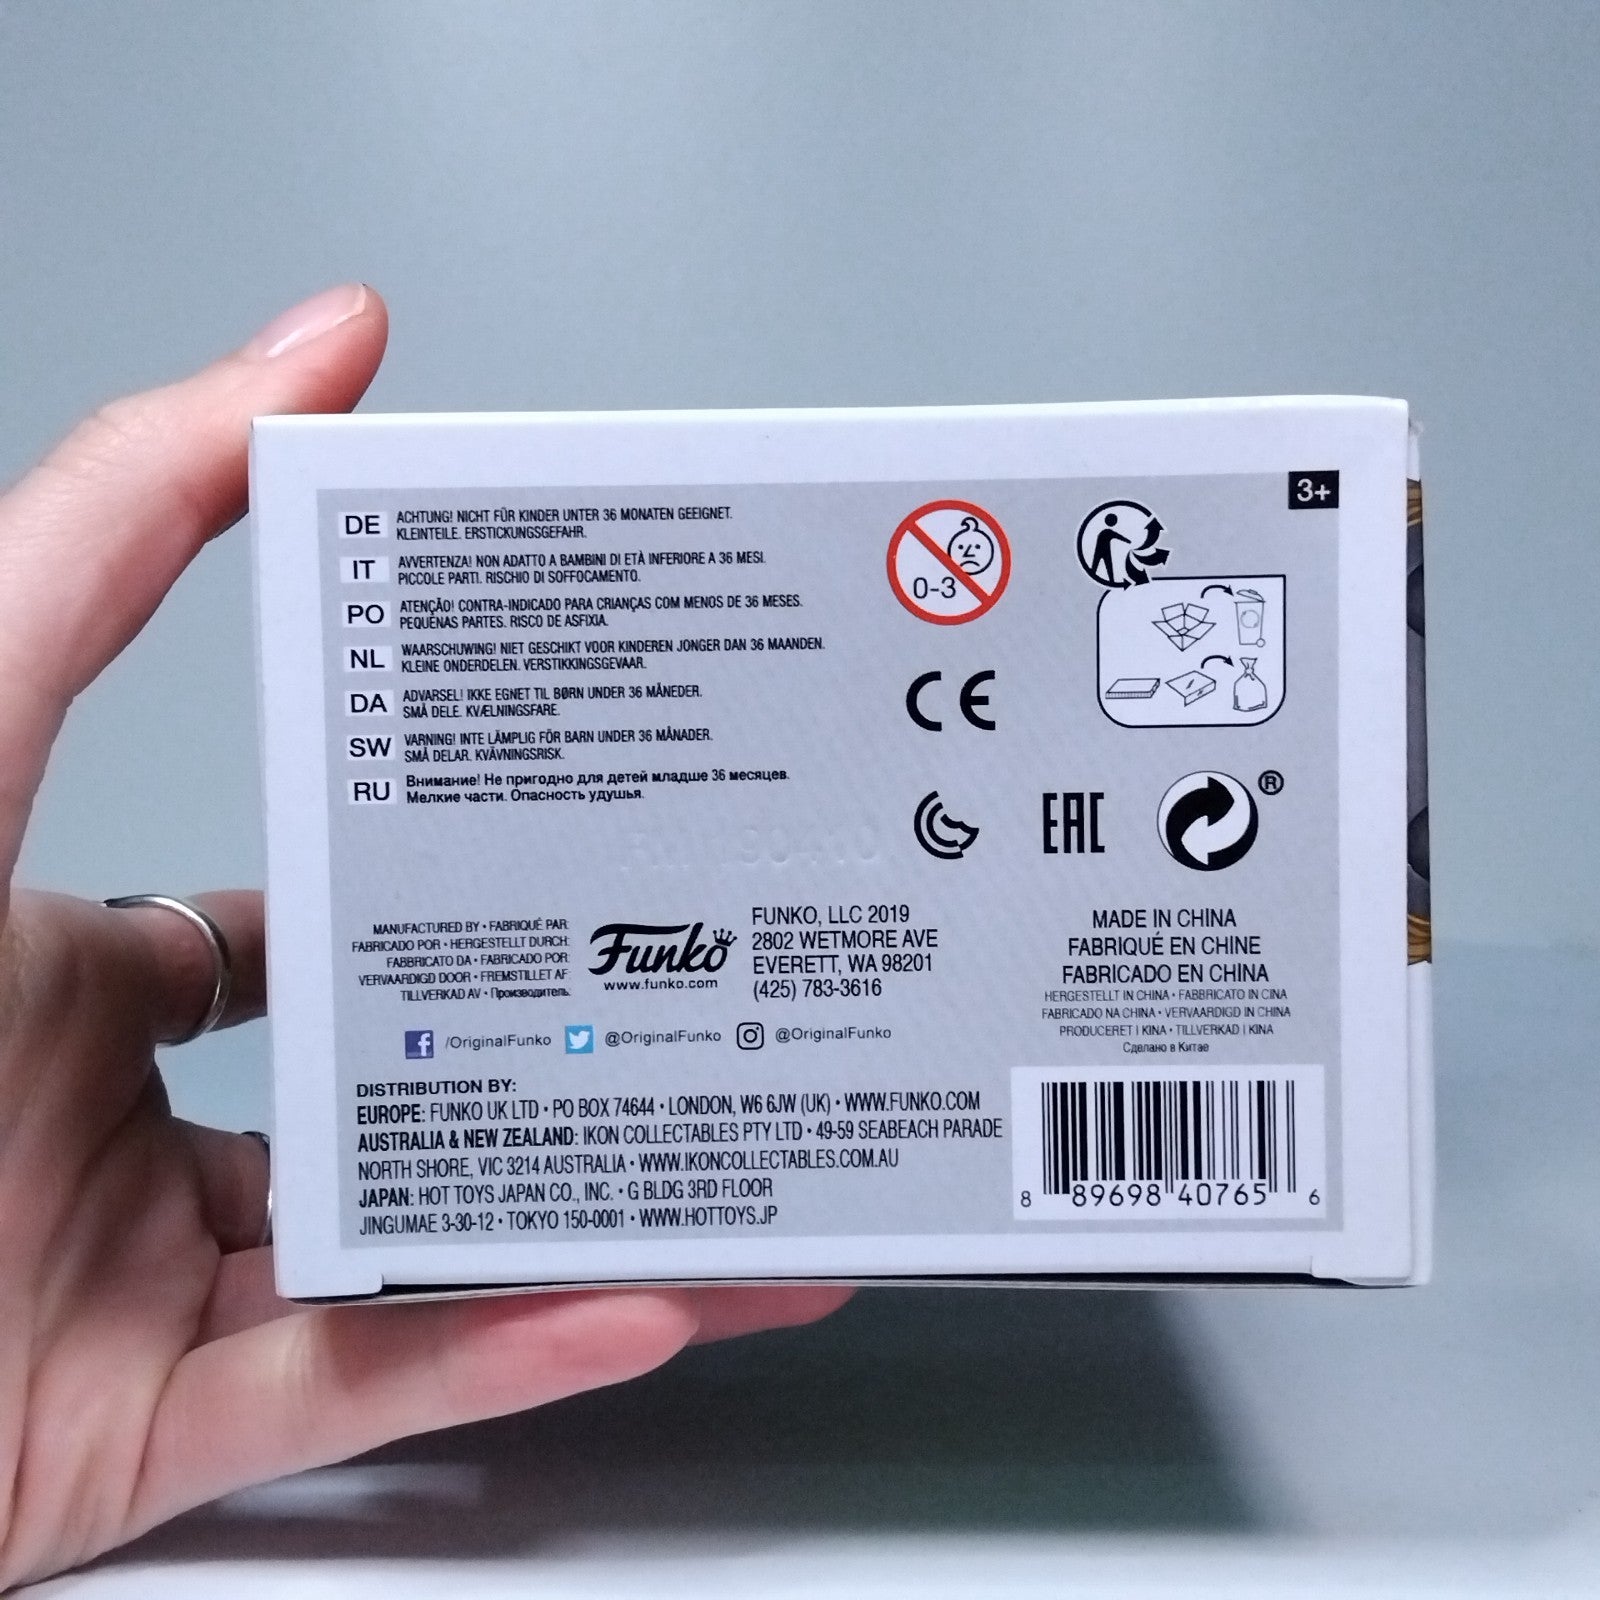 3+
DE ACHTUNG! NICHT FÜR KINDER UNTER 36 MONATEN GEEIGNET.
KLEINTEILE. ERSTICKUNGSGEFAHR.
IT AVVERTENZA! NON ADATTO A BAMBINI DI ETÀ INFERIORE A 36 MESI.
PICCOLE PARTI. RISCHIO DI SOFFOCAMENTO.
PO ATENÇÃO! CONTRA-INDICADO PARA CRIANÇAS COM MENOS DE 36 MESES.
PEQUENAS PARTES. RISCO DE ASFIXIA.
NL WAARSCHUWING! NIET GESCHIKT VOOR KINDEREN JONGER DAN 36 MAANDEN.
KLEINE ONDERDELEN. VERSTIKKINGSGEVAAR.
DA ADVARSEL! IKKE EGNET TIL BØRN UNDER 36 MÅNEDER.
SMÅ DELE. KVÆLNINGSFARE.
SW VARNING! INTE LÄMPLIG FÖR BARN UNDER 36 MÅNADER.
SMÅ DELAR. KVÄVNINGSRISK.
RU Внимание! Не пригодно для детей младше 36 месяцев.
Мелкие части. Опасность удушья.
0-3
CE
EAC
®
MANUFACTURED BY • FABRIQUÉ PAR:
FABRICADO POR • HERGESTELLT DURCH:
FABBRICATO DA • FABRICADO POR:
VERVAARDIGD DOOR • FREMSTILLET AF:
TILLVERKAD AV • Производитель:
Funko
www.funko.com
FUNKO, LLC 2019
2802 WETMORE AVE
EVERETT, WA 98201
(425) 783-3616
MADE IN CHINA
FABRIQUÉ EN CHINE
FABRICADO EN CHINA
HERGESTELLT IN CHINA • FABBRICATO IN CINA
FABRICADO NA CHINA • VERVAARDIGD IN CHINA
PRODUCERET I KINA • TILLVERKAD I KINA
Сделано в Китае
/OriginalFunko @OriginalFunko @OriginalFunko
DISTRIBUTION BY:
EUROPE: FUNKO UK LTD • PO BOX 74644 • LONDON, W6 6JW (UK) • WWW.FUNKO.COM
AUSTRALIA & NEW ZEALAND: IKON COLLECTABLES PTY LTD • 49-59 SEABEACH PARADE
NORTH SHORE, VIC 3214 AUSTRALIA • WWW.IKONCOLLECTABLES.COM.AU
JAPAN: HOT TOYS JAPAN CO., INC. • G BLDG 3RD FLOOR
JINGUMAE 3-30-12 • TOKYO 150-0001 • WWW.HOTTOYS.JP
8 89698 40765 6